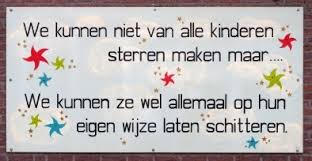 We kunnen niet van alle kinderen
sterren maken maar....
We kunnen ze wel allemaal op hun
eigen wijze laten schitteren.